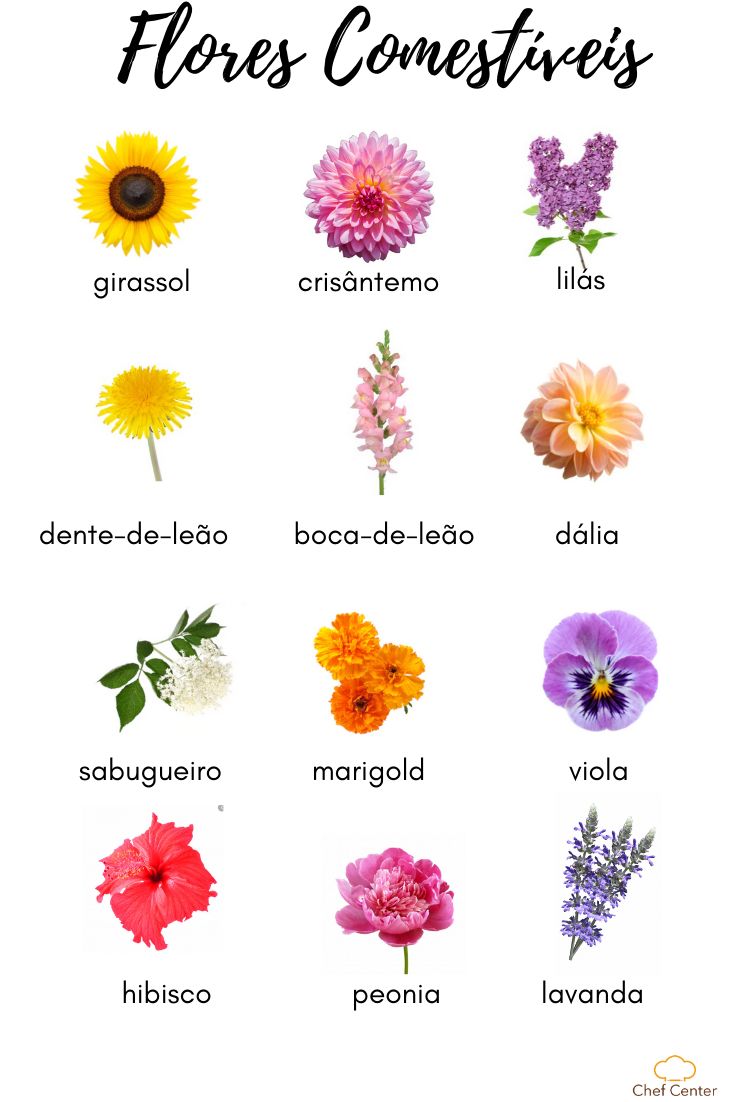 Flores Comestíveis
girassol
crisântemo
lilás
dente-de-leão
boca-de-leão
dália
sabugueiro
marigold
viola
hibisco
peonia
lavanda
Chef Center